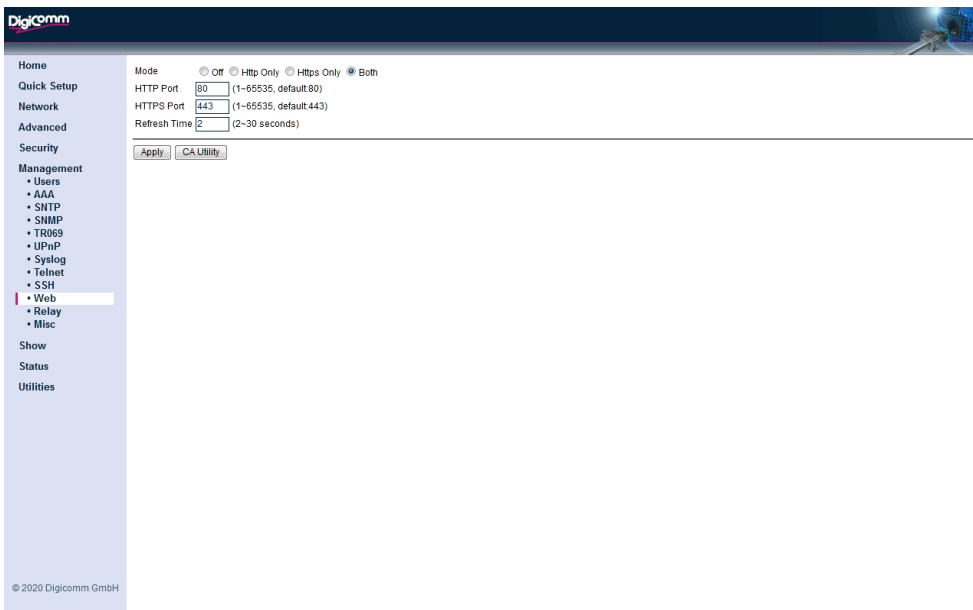 Digicomm
Home
Quick Setup
Network
Advanced
Security
Management
• Users
• AAA
• SNTP
• SNMP
• TR069
• UPnP
• Syslog
• Telnet
• SSH
• Web
• Relay
• Misc
Show
Status
Utilities
© 2020 Digicomm GmbH
Mode Off Http Only Https Only Both
HTTP Port 80 (1~65535, default:80)
HTTPS Port 443 (1~65535, default:443)
Refresh Time 2 (2~30 seconds)
Apply CA Utility